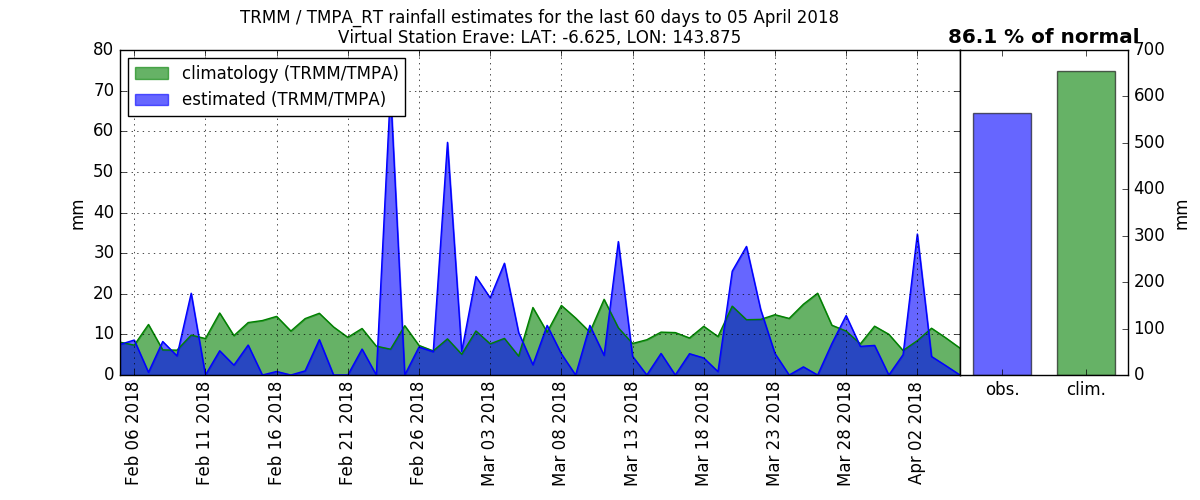 TRMM / TMPA_RT rainfall estimates for the last 60 days to 05 April 2018
Virtual Station Erave: LAT: -6.625, LON: 143.875
86.1 % of normal
climatology (TRMM/TMPA)
estimated (TRMM/TMPA)
mm
80
70
60
50
40
30
20
10
0
Feb 06 2018
Feb 11 2018
Feb 16 2018
Feb 21 2018
Feb 26 2018
Mar 03 2018
Mar 08 2018
Mar 13 2018
Mar 18 2018
Mar 23 2018
Mar 28 2018
Apr 02 2018
obs.
clim.
700
600
500
400
300
200
100
0
mm